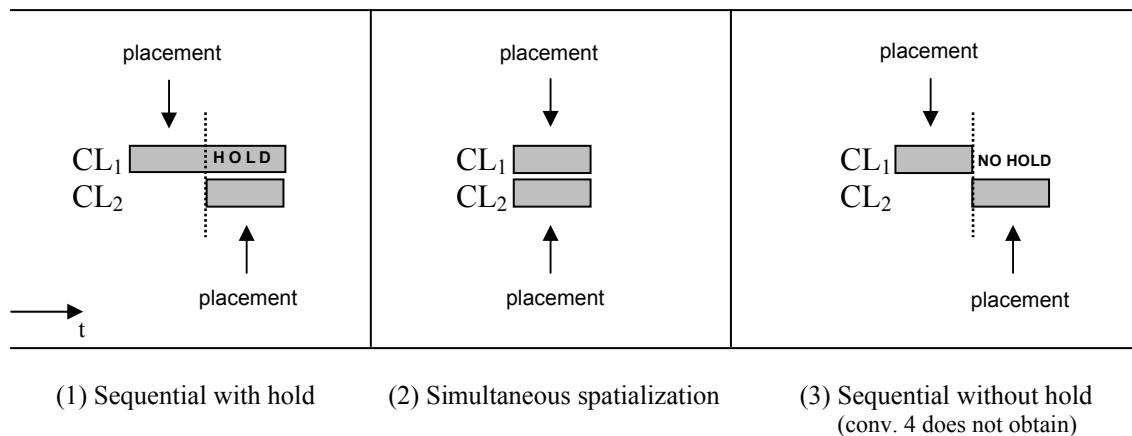 placement
CL1 HOLD
CL2
placement
t
placement
CL1
CL2
placement
placement
CL1 NO HOLD
CL2
placement
(1) Sequential with hold
(2) Simultaneous spatialization
(3) Sequential without hold
(conv. 4 does not obtain)